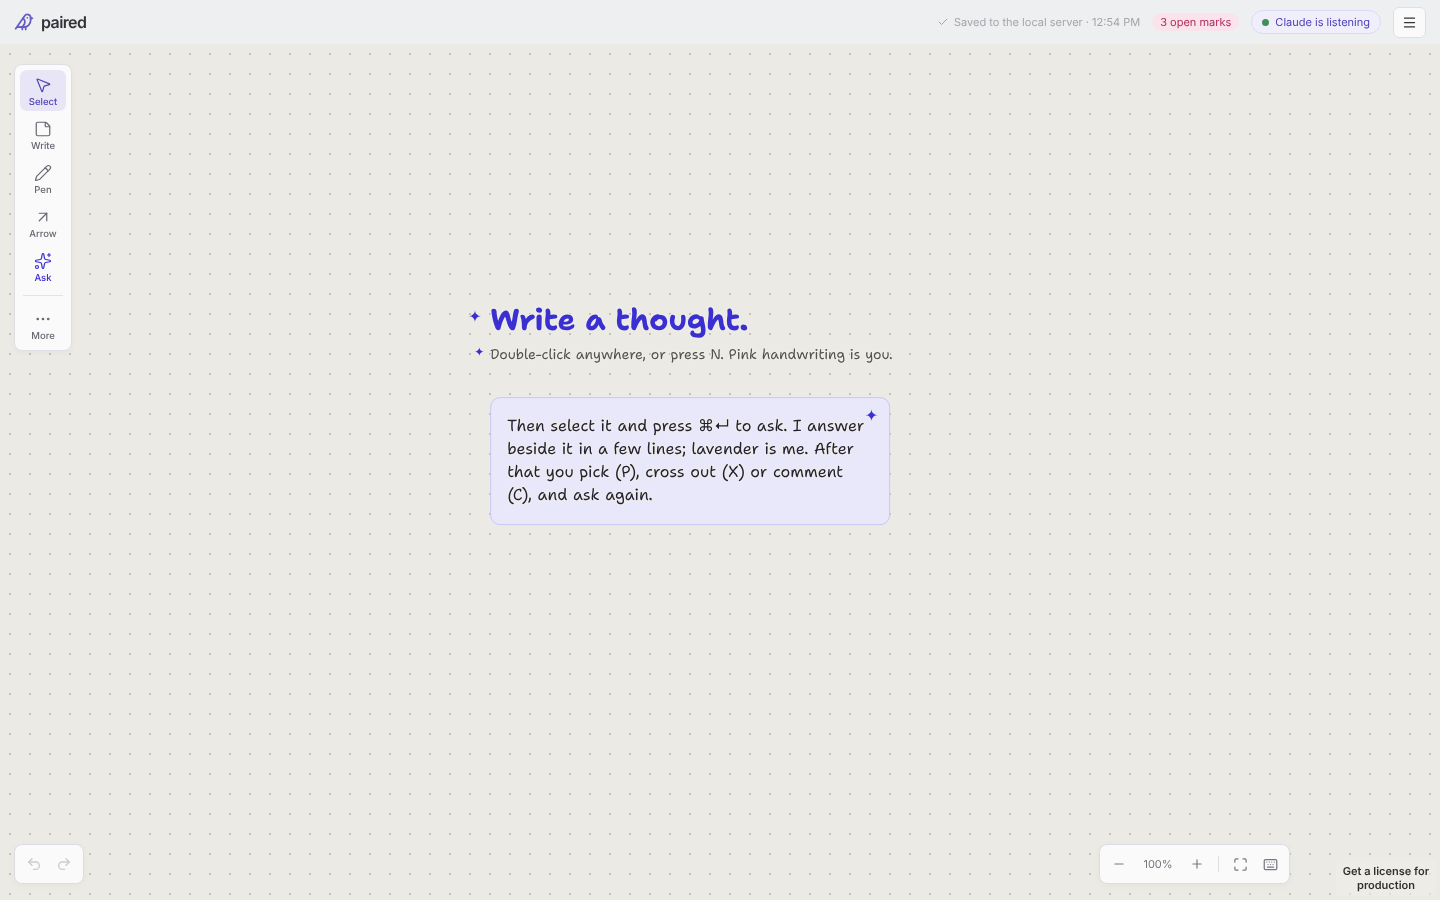 paired
Saved to the local server · 12:54 PM
3 open marks
Claude is listening
Select
Write
Pen
Arrow
Ask
More
Write a thought.
Double-click anywhere, or press N. Pink handwriting is you.
Then select it and press ⌘↵ to ask. I answer
beside it in a few lines; lavender is me. After
that you pick (P), cross out (X) or comment
(C), and ask again.
100%
Get a license for
production